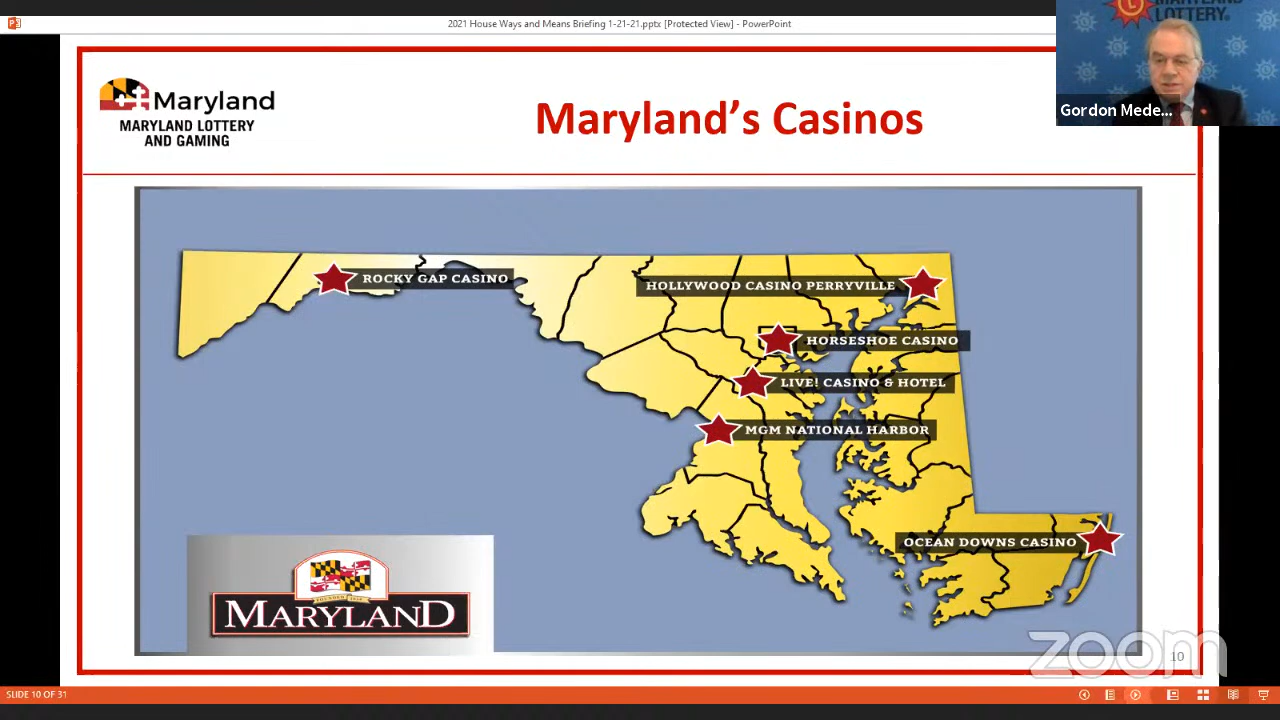 2021 House Ways and Means Briefing 1-21-21.pptx [Protected View] - PowerPoint
LOTTERY®
Gordon Mede...
Maryland
MARYLAND LOTTERY
AND GAMING
Maryland's Casinos
ROCKY GAP CASINO
HOLLYWOOD CASINO PERRYVILLE
HORSESHOE CASINO
LIVE! CASINO & HOTEL
MGM NATIONAL HARBOR
OCEAN DOWNS CASINO
MARYLAND
zoom
10
SLIDE 10 OF 31